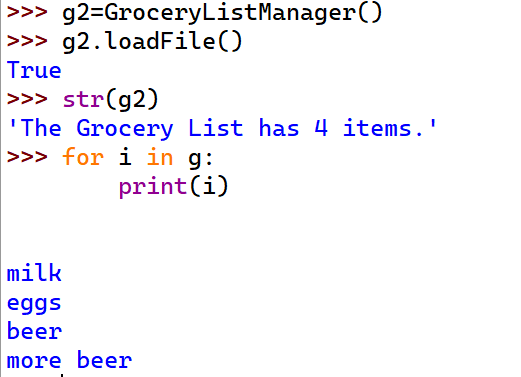 >>> g2=GroceryListManager()
>>> g2.loadFile()
True
>>> str(g2)
'The Grocery List has 4 items.'
>>> for i in g:
        print(i)
milk
eggs
beer
more beer